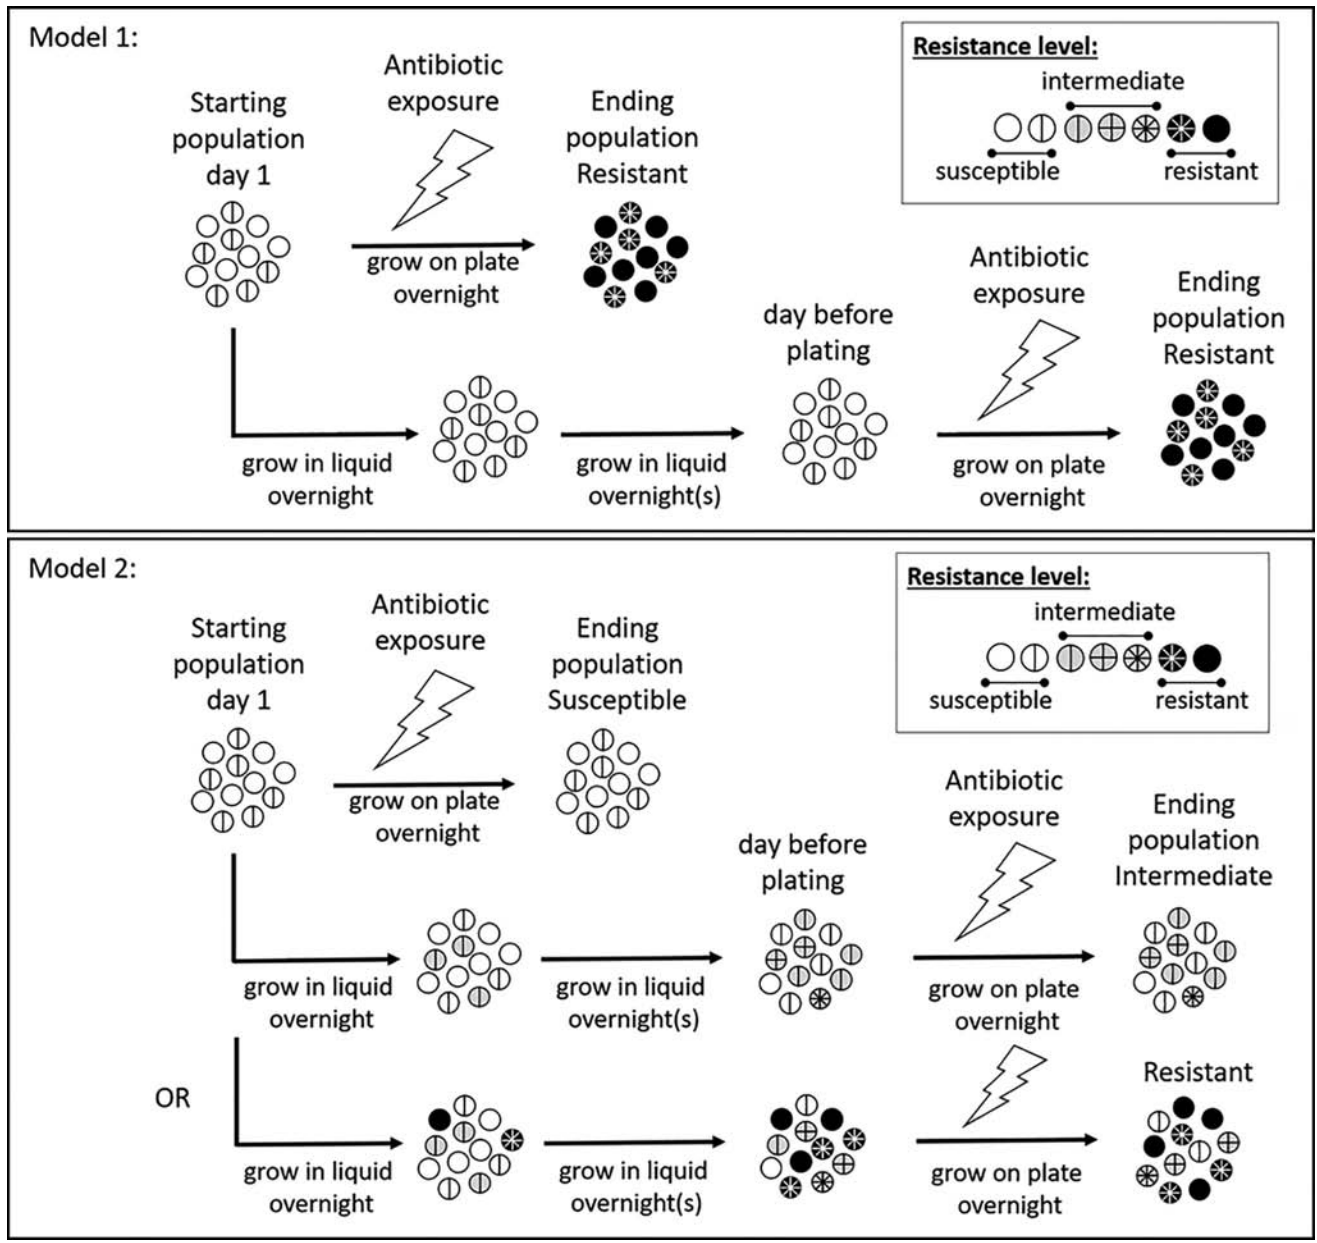 Model 1:
Starting
population
day 1
Antibiotic
exposure
grow on plate
overnight
Ending
population
Resistant
Resistance level:
intermediate
susceptible
resistant
grow in liquid
overnight
grow in liquid
overnight(s)
day before
plating
Antibiotic
exposure
grow on plate
overnight
Ending
population
Resistant
Model 2:
Starting
population
day 1
Antibiotic
exposure
grow on plate
overnight
Ending
population
Susceptible
Resistance level:
intermediate
susceptible
resistant
grow in liquid
overnight
grow in liquid
overnight(s)
day before
plating
Antibiotic
exposure
grow on plate
overnight
Ending
population
Intermediate
OR
grow in liquid
overnight
grow in liquid
overnight(s)
grow on plate
overnight
Resistant